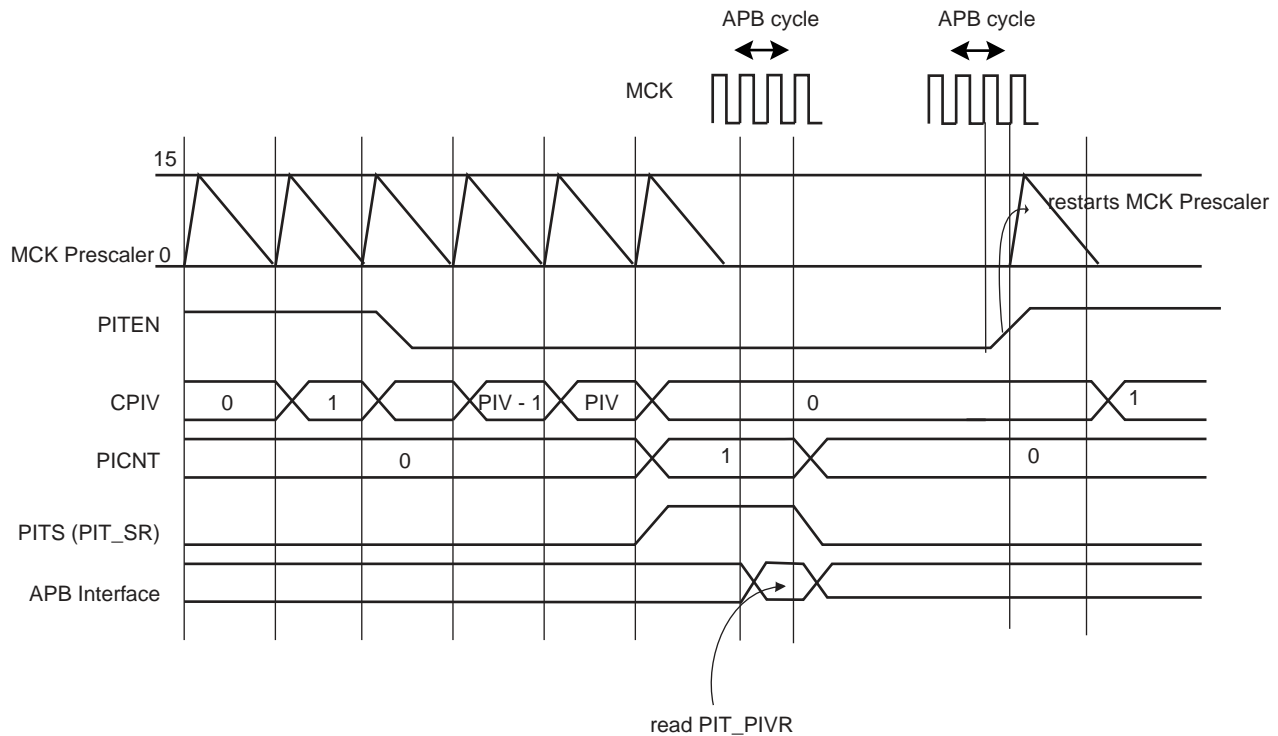 APB cycle
APB cycle
MCK
15
restarts MCK Prescaler
MCK Prescaler 0
PITEN
CPIV 0 1 PIV - 1 PIV 0 1
PICNT 0 1 0
PITS (PIT_SR)
APB Interface
read PIT_PIVR